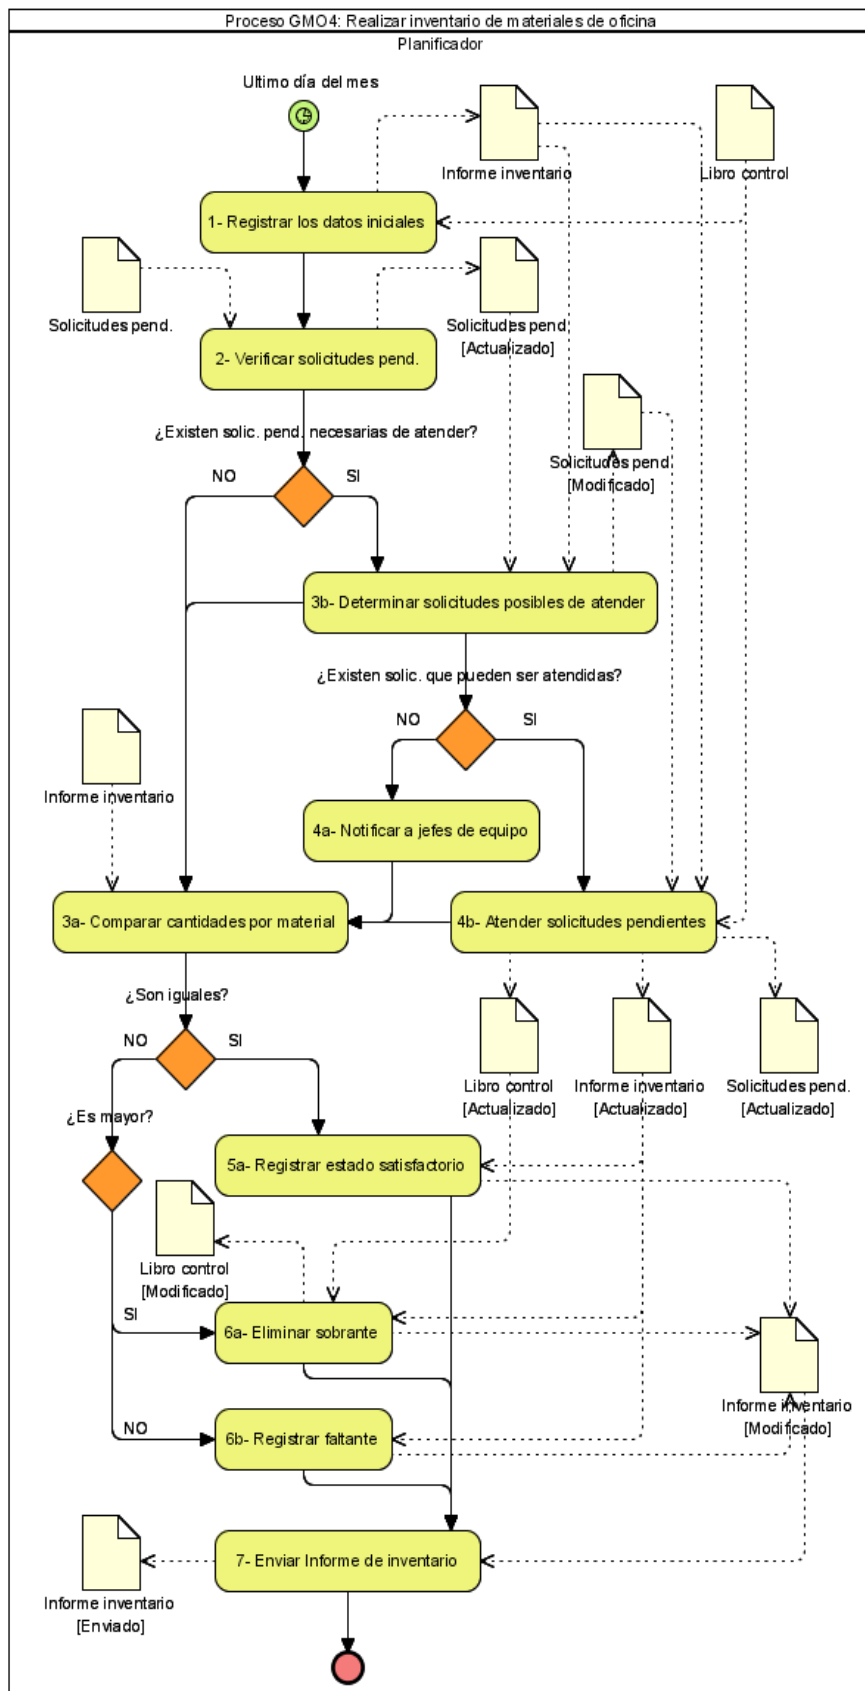 Proceso GMO4: Realizar inventario de materiales de oficina
Planificador
Ultimo día del mes
Informe inventario
Libro control
1- Registrar los datos iniciales
Solicitudes pend.
Solicitudes pend.
[Actualizado]
2- Verificar solicitudes pend.
¿Existen solic. pend. necesarias de atender?
Solicitudes pend.
[Modificado]
NO
SI
3b- Determinar solicitudes posibles de atender
¿Existen solic. que pueden ser atendidas?
NO
SI
Informe inventario
4a- Notificar a jefes de equipo
3a- Comparar cantidades por material
4b- Atender solicitudes pendientes
¿Son iguales?
NO
SI
Libro control
[Actualizado]
Informe inventario
[Actualizado]
Solicitudes pend.
[Actualizado]
¿Es mayor?
5a- Registrar estado satisfactorio
Libro control
[Modificado]
SI
6a- Eliminar sobrante
Informe inventario
[Modificado]
NO
6b- Registrar faltante
7- Enviar Informe de inventario
Informe inventario
[Enviado]